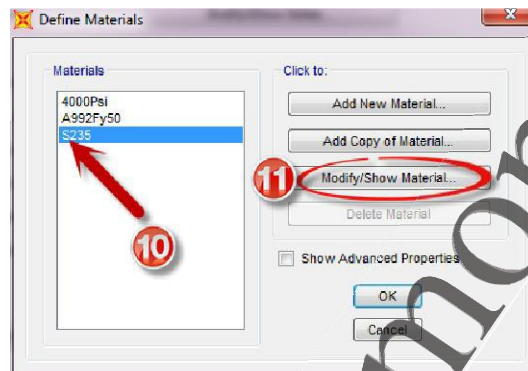 Define Materials
Materials
4000Psi
A992Fy50
S235
10
Click to:
Add New Material...
Add Copy of Material...
11
Modify/Show Material...
Delete Material
Show Advanced Properties
OK
Cancel